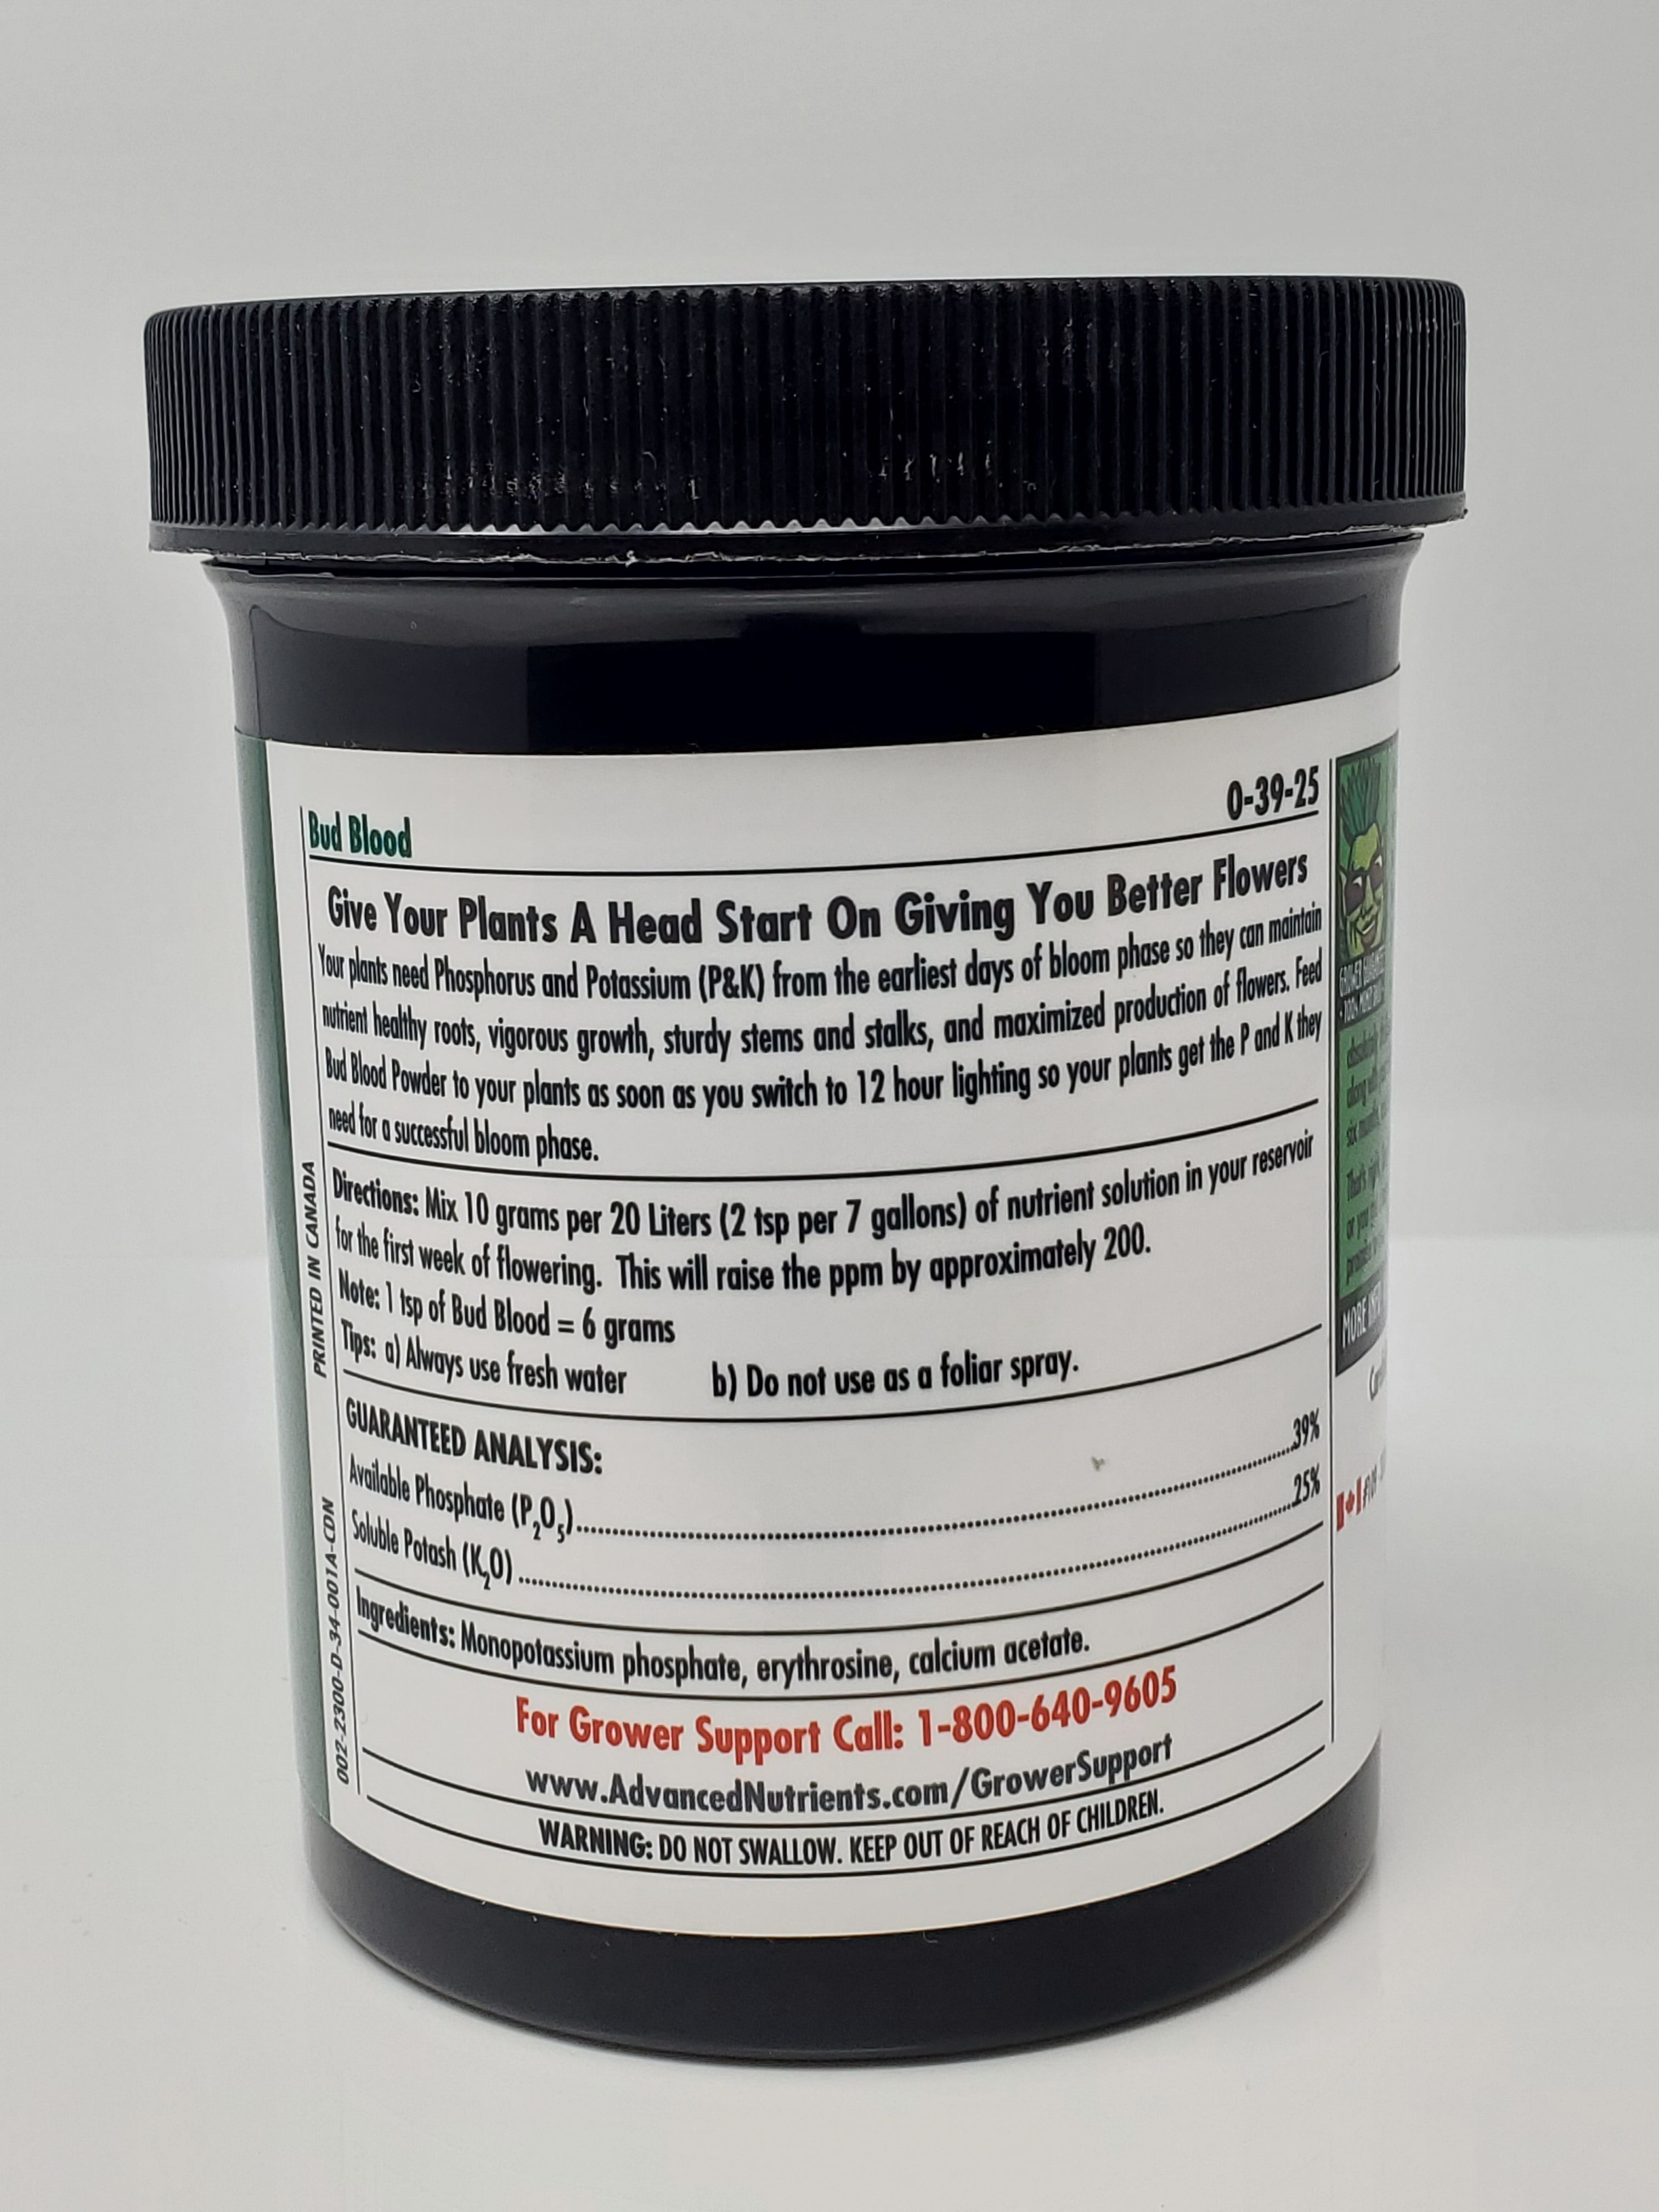 Bud Blood
0-39-25
Give Your Plants A Head Start On Giving You Better Flowers
Your plants need Phosphorus and Potassium (P&K) from the earliest days of bloom phase so they can maintain
nutrient healthy roots, vigorous growth, sturdy stems and stalks, and maximized production of flowers. Feed
Bud Blood Powder to your plants as soon as you switch to 12 hour lighting so your plants get the P and K they
need for a successful bloom phase.
Directions: Mix 10 grams per 20 Liters (2 tsp per 7 gallons) of nutrient solution in your reservoir
for the first week of flowering. This will raise the ppm by approximately 200.
Note: 1 tsp of Bud Blood = 6 grams
Tips: a) Always use fresh water b) Do not use as a foliar spray.
GUARANTEED ANALYSIS:
Available Phosphate (P₂O₅)....39%
Soluble Potash (K₂O)....25%
Ingredients: Monopotassium phosphate, erythrosine, calcium acetate.
For Grower Support Call: 1-800-640-9605
www.AdvancedNutrients.com/GrowerSupport
WARNING: DO NOT SWALLOW. KEEP OUT OF REACH OF CHILDREN.
PRINTED IN CANADA
002-2300-D-34-001A-CDN
along
six
That's
or you
MORE